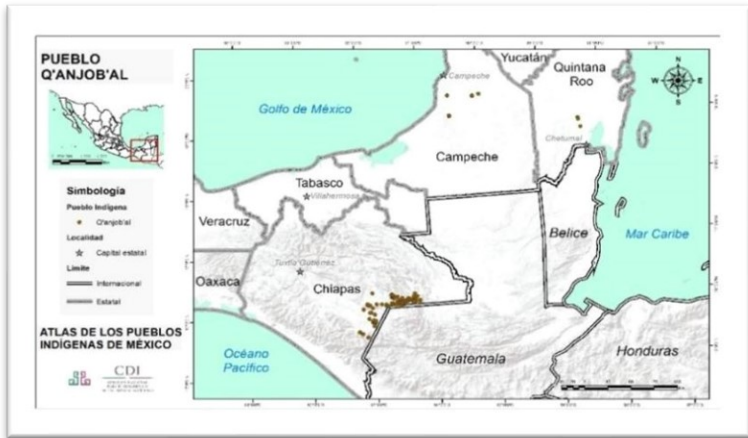 PUEBLO
Q'ANJOB'AL
Simbología
Pueblo Indígena
Q'anjob'al
Localidad
Capital estatal
Límite
Internacional
Estatal
ATLAS DE LOS PUEBLOS
INDÍGENAS DE MÉXICO
CDI
Golfo de México
Campeche
Yucatán
Quintana
Roo
Chetumal
Campeche
Tabasco
Villahermosa
Veracruz
Belice
Mar Caribe
Oaxaca
Tuxtla Gutiérrez
Chiapas
Océano
Pacífico
Guatemala
Honduras
N
W
E
S